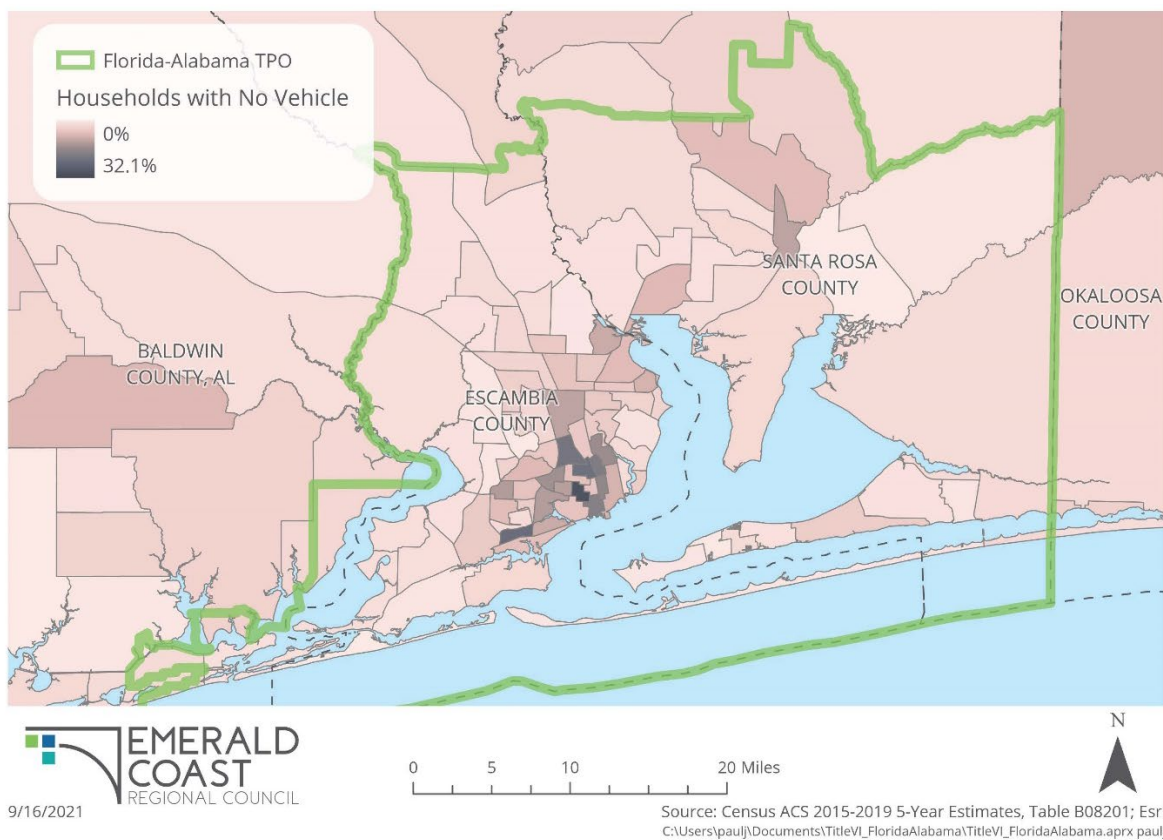 Florida-Alabama TPO
Households with No Vehicle
0%
32.1%
BALDWIN
COUNTY, AL
ESCAMBIA
COUNTY
SANTA ROSA
COUNTY
OKALOOSA
COUNTY
EMERALD
COAST
REGIONAL COUNCIL
9/16/2021
0 5 10 20 Miles
N
Source: Census ACS 2015-2019 5-Year Estimates, Table B08201; Esr
C:\Users\paulj\Documents\TitleVI_FloridaAlabama\TitleVI_FloridaAlabama.aprx paul